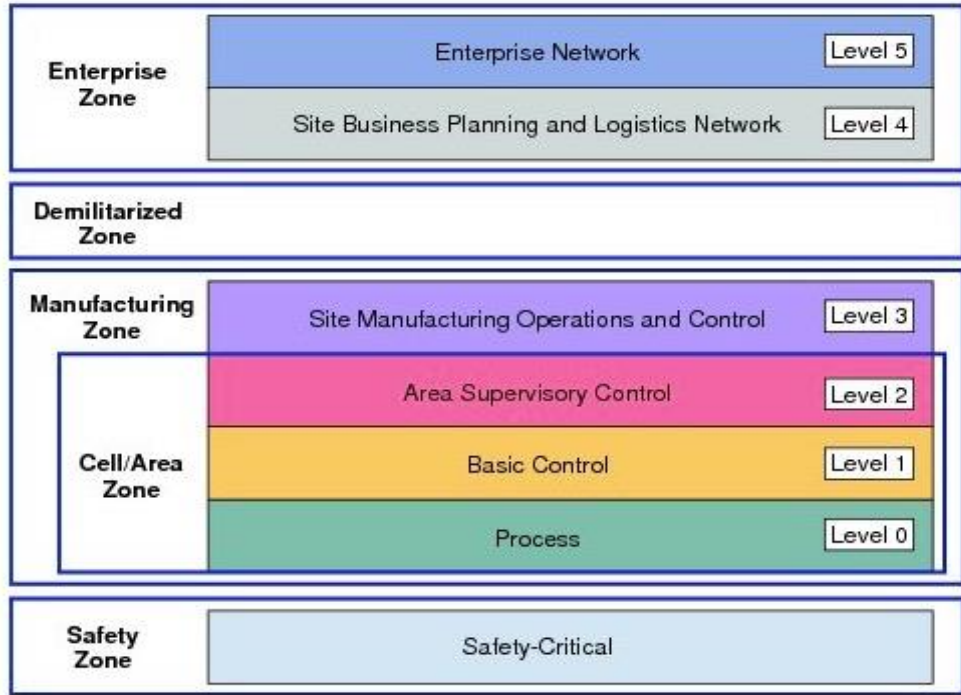 Enterprise
Zone
Enterprise Network
Level 5
Site Business Planning and Logistics Network
Level 4
Demilitarized
Zone
Manufacturing
Zone
Site Manufacturing Operations and Control
Level 3
Area Supervisory Control
Level 2
Cell/Area
Zone
Basic Control
Level 1
Process
Level 0
Safety
Zone
Safety-Critical